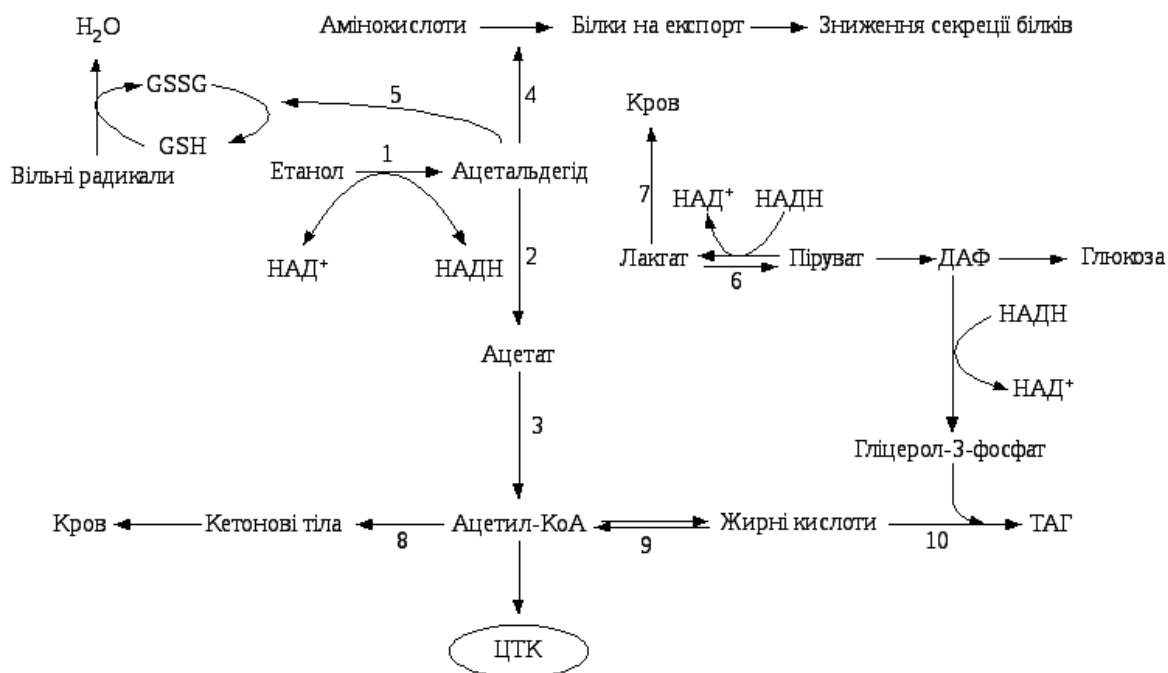 H₂O
Амінокислоти Білки на експорт Зниження секреції білків
GSSG 5 4
Кров
GSH
Вільні радикали Етанол 1 Ацетальдегід
7 НАД⁺ НАДН
НАД⁺ НАДН 2 Лактат 6 Піруват ДАФ Глюкоза
НАДН
Ацетат
НАД⁺
3
Гліцерол-3-фосфат
Кров Кетонові тіла 8 Ацетил-КоА 9 Жирні кислоти 10 ТАГ
ЦТК